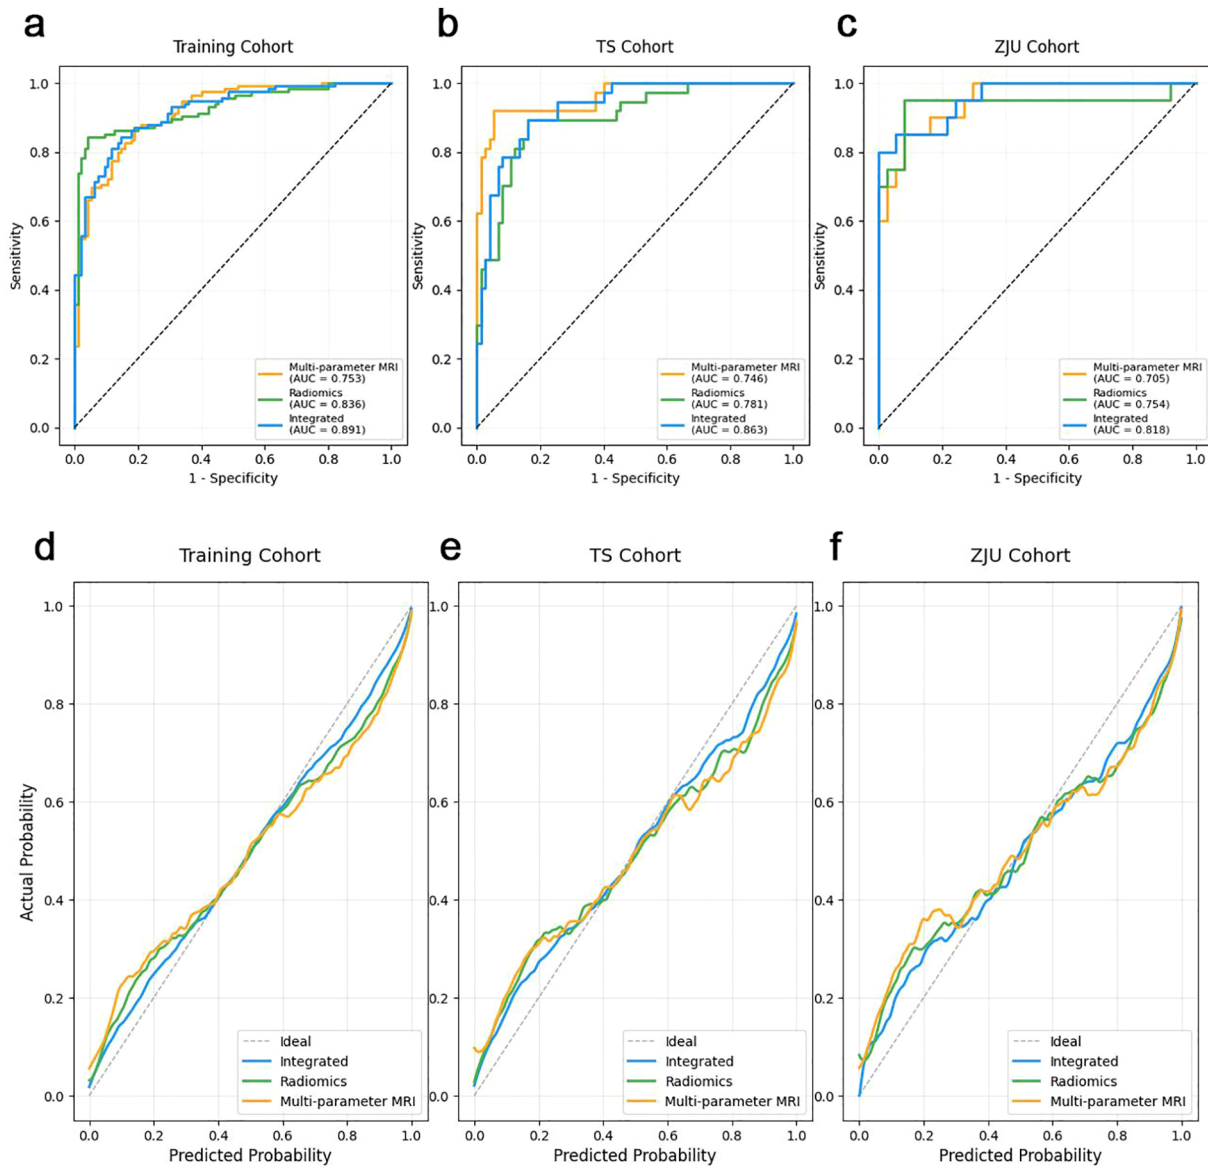 a
Training Cohort
Sensitivity
1.0
0.8
0.6
0.4
0.2
0.0
Multi-parameter MRI
(AUC = 0.753)
Radiomics
(AUC = 0.836)
Integrated
(AUC = 0.891)
0.0 0.2 0.4 0.6 0.8 1.0
1 - Specificity
b
TS Cohort
Sensitivity
1.0
0.8
0.6
0.4
0.2
0.0
Multi-parameter MRI
(AUC = 0.746)
Radiomics
(AUC = 0.781)
Integrated
(AUC = 0.863)
0.0 0.2 0.4 0.6 0.8 1.0
1 - Specificity
c
ZJU Cohort
Sensitivity
1.0
0.8
0.6
0.4
0.2
0.0
Multi-parameter MRI
(AUC = 0.705)
Radiomics
(AUC = 0.754)
Integrated
(AUC = 0.818)
0.0 0.2 0.4 0.6 0.8 1.0
1 - Specificity
d
Training Cohort
Actual Probability
1.0
0.8
0.6
0.4
0.2
0.0
Ideal
Integrated
Radiomics
Multi-parameter MRI
0.0 0.2 0.4 0.6 0.8 1.0
Predicted Probability
e
TS Cohort
1.0
0.8
0.6
0.4
0.2
0.0
Ideal
Integrated
Radiomics
Multi-parameter MRI
0.0 0.2 0.4 0.6 0.8 1.0
Predicted Probability
f
ZJU Cohort
1.0
0.8
0.6
0.4
0.2
0.0
Ideal
Integrated
Radiomics
Multi-parameter MRI
0.0 0.2 0.4 0.6 0.8 1.0
Predicted Probability